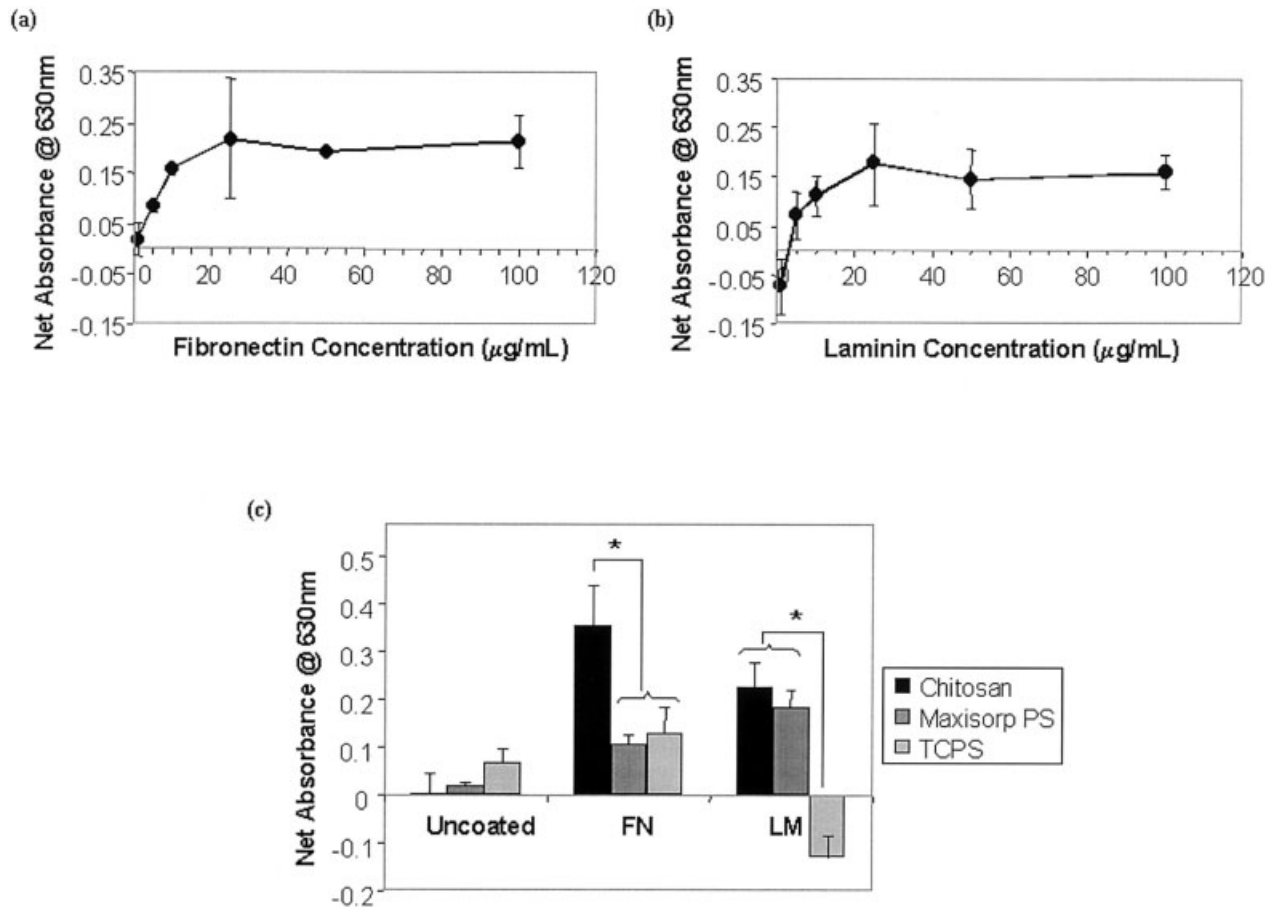 (a)
Net Absorbance @ 630nm
0.35
0.25
0.15
0.05
-0.05
-0.15
0 20 40 60 80 100 120
Fibronectin Concentration (μg/mL)
(b)
Net Absorbance @ 630nm
0.35
0.25
0.15
0.05
-0.05
-0.15
0 20 40 60 80 100 120
Laminin Concentration (μg/mL)
(c)
Net Absorbance @ 630nm
0.5
0.4
0.3
0.2
0.1
0
-0.1
-0.2
* *
Uncoated FN LM
Chitosan
Maxisorp PS
TCPS